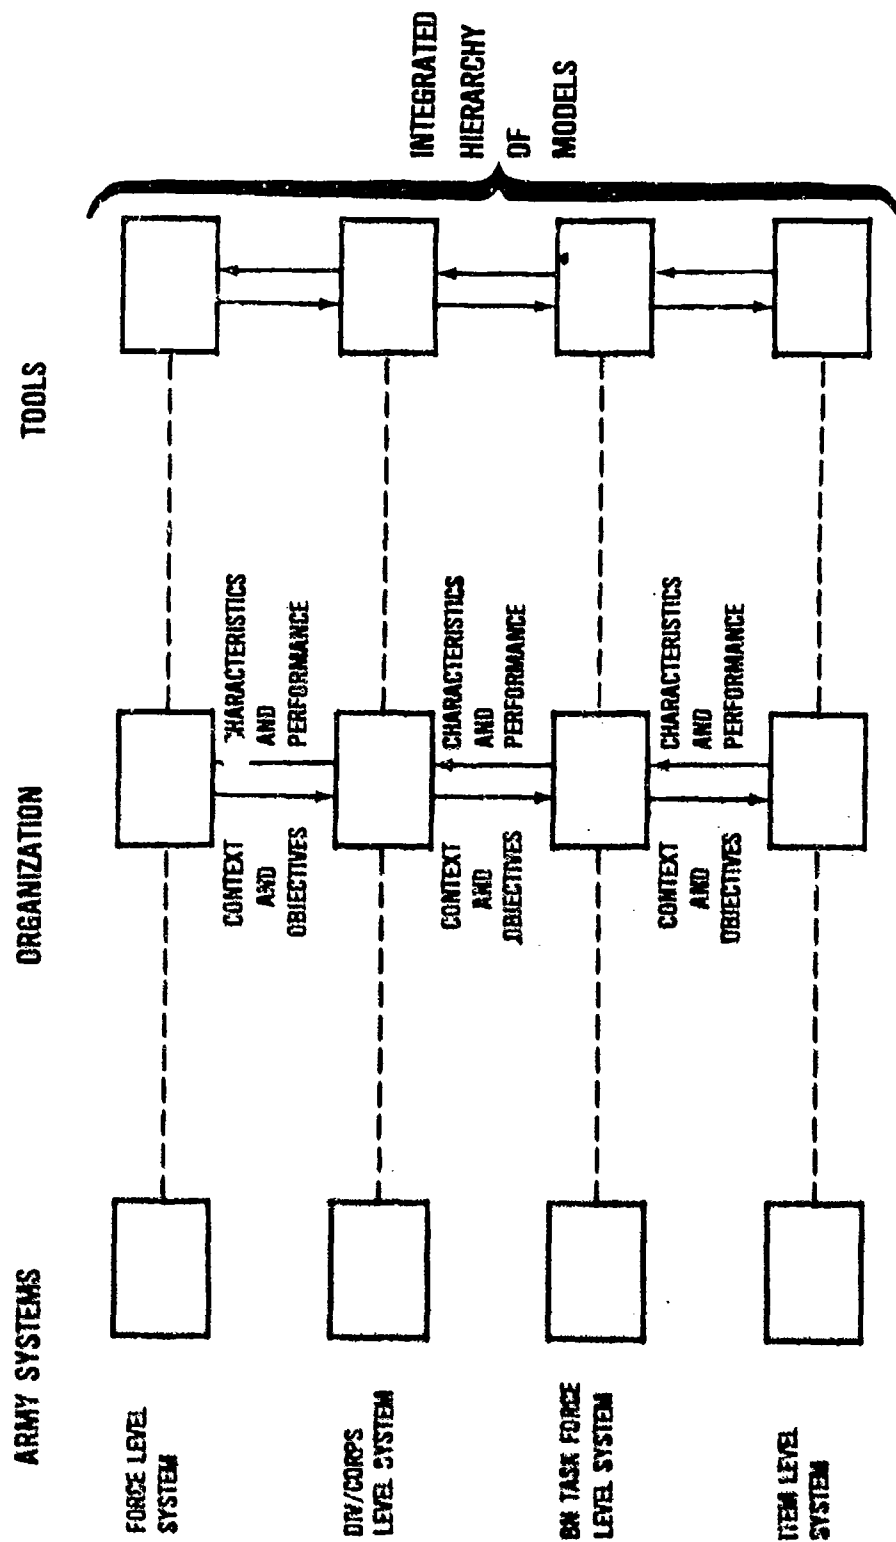 ARMY SYSTEMS
ORGANIZATION
TOOLS
FORCE LEVEL
SYSTEM
CONTEXT
AND
OBJECTIVES
CHARACTERISTICS
AND
PERFORMANCE
DIV/CORPS
LEVEL SYSTEM
CONTEXT
AND
OBJECTIVES
CHARACTERISTICS
AND
PERFORMANCE
BN TASK FORCE
LEVEL SYSTEM
CONTEXT
AND
OBJECTIVES
CHARACTERISTICS
AND
PERFORMANCE
ITEM LEVEL
SYSTEM
INTEGRATED
HIERARCHY
OF
MODELS